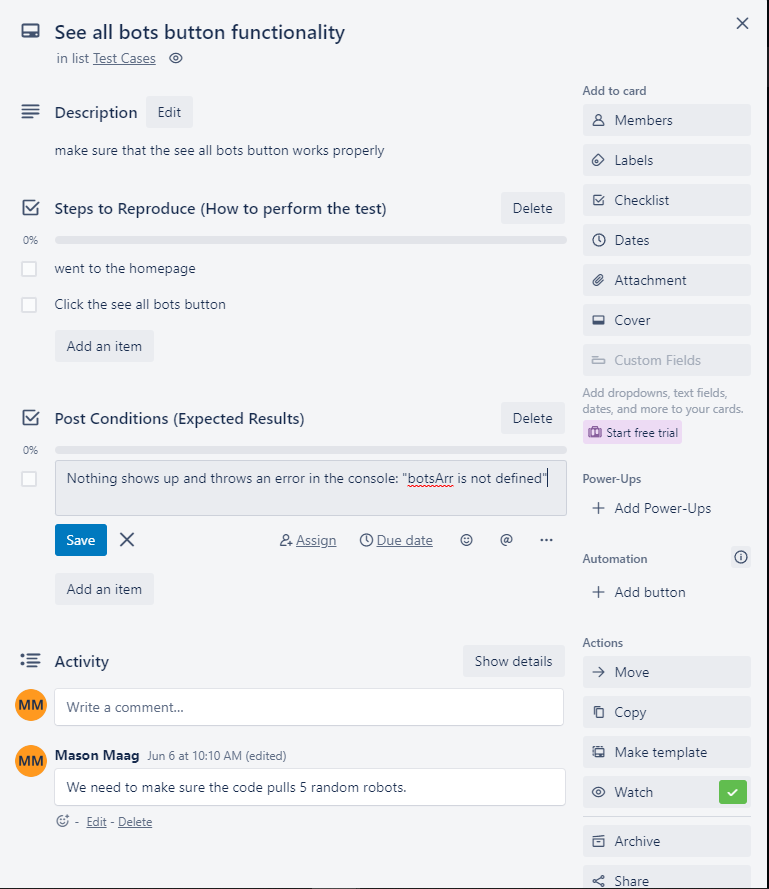 See all bots button functionality
in list Test Cases
Description Edit
make sure that the see all bots button works properly
Steps to Reproduce (How to perform the test) Delete
0%
went to the homepage
Click the see all bots button
Add an item
Post Conditions (Expected Results) Delete
0%
Nothing shows up and throws an error in the console: "botsArr is not defined"
Save Assign Due date
Add an item
Activity Show details
MM Write a comment...
MM Mason Maag Jun 6 at 10:10 AM (edited)
We need to make sure the code pulls 5 random robots.
- Edit - Delete
Add to card
Members
Labels
Checklist
Dates
Attachment
Cover
Custom Fields
Add dropdowns, text fields,
dates, and more to your cards.
Start free trial
Power-Ups
+ Add Power-Ups
Automation
+ Add button
Actions
Move
Copy
Make template
Watch
Archive
Share